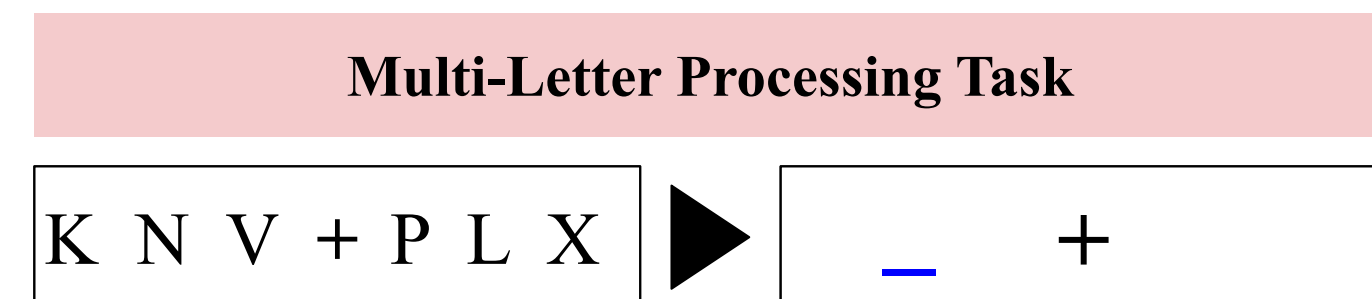 Multi-Letter Processing Task
K N V + P L X _ +